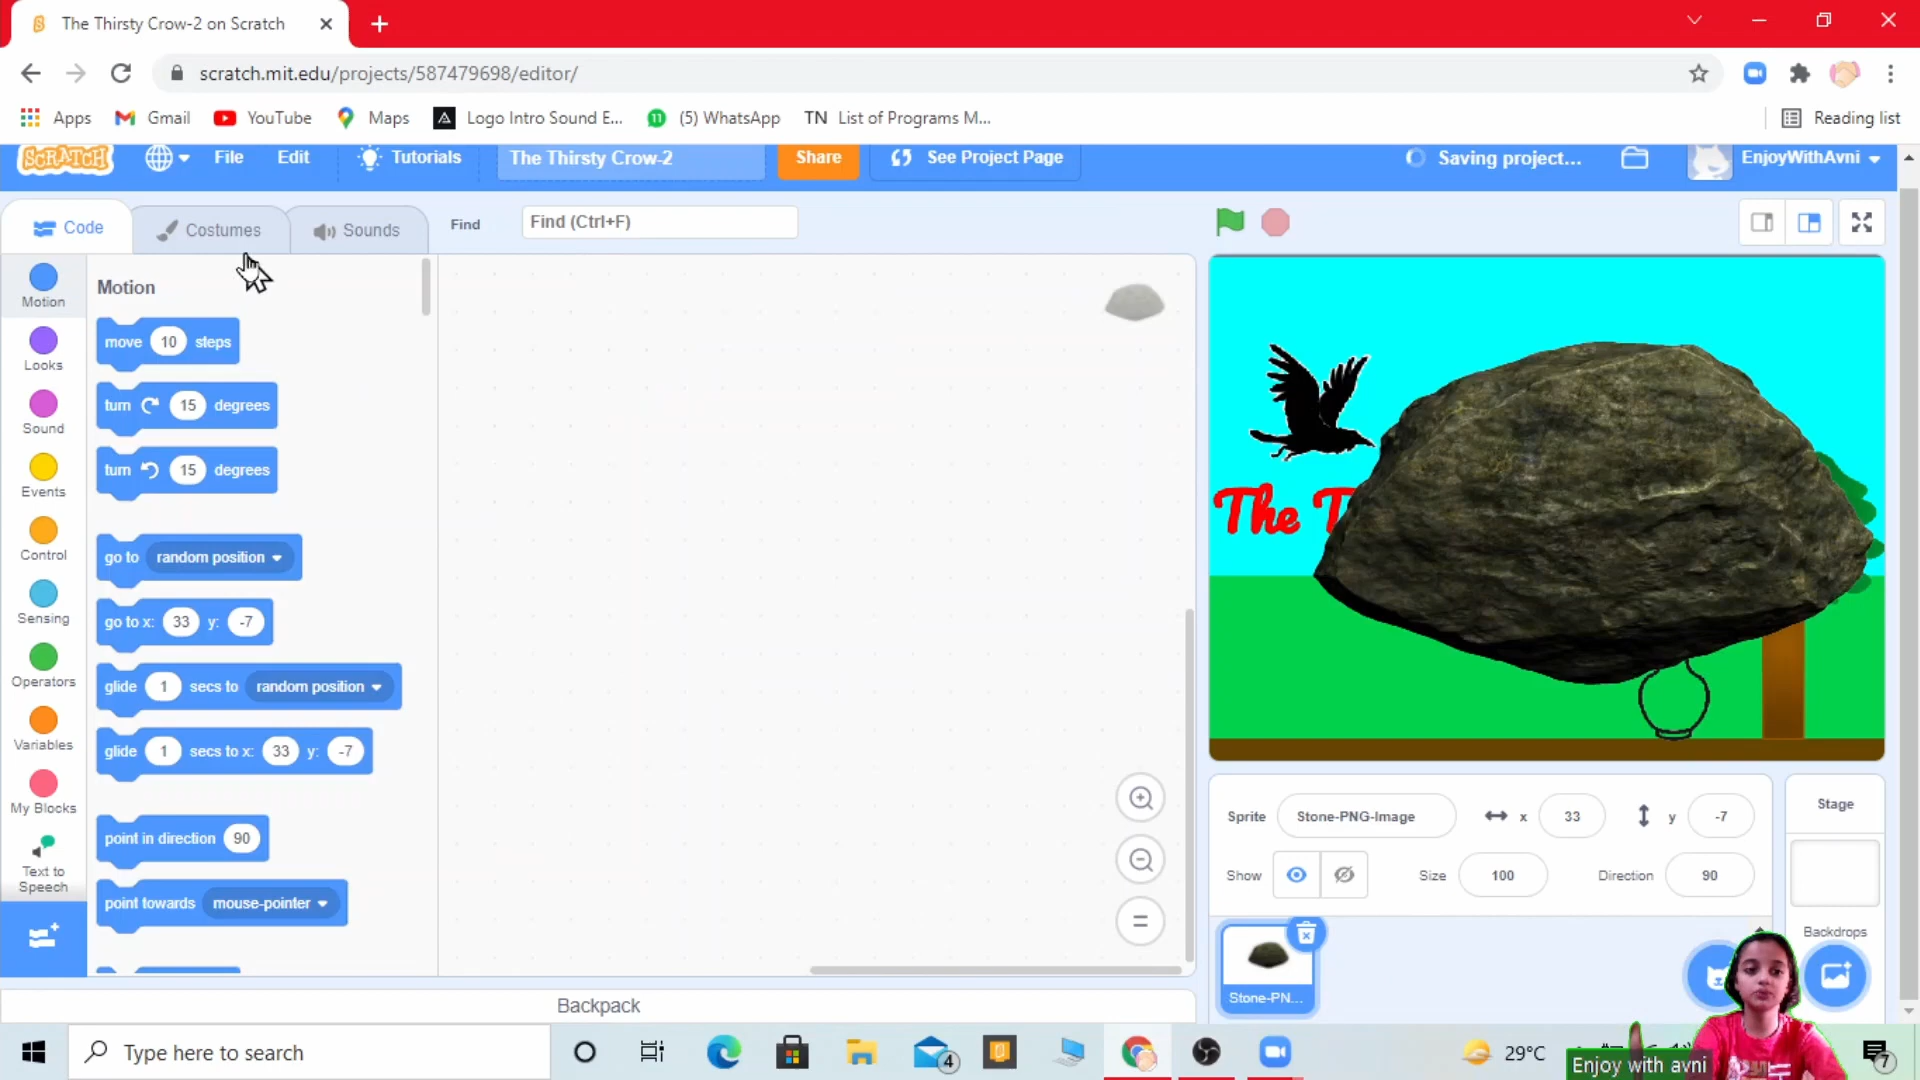 The Thirsty Crow-2 on Scratch
scratch.mit.edu/projects/587479698/editor/
Apps Gmail YouTube Maps Logo Intro Sound E... (5) WhatsApp TN List of Programs M... Reading list
SCRATCH File Edit Tutorials The Thirsty Crow-2 Share See Project Page Saving project... EnjoyWithAvni
Code Costumes Sounds Find Find (Ctrl+F)
Motion
Looks
Sound
Events
Control
Sensing
Operators
Variables
My Blocks
Text to
Speech
Motion
move 10 steps
turn 15 degrees
turn 15 degrees
go to random position
go to x: 33 y: -7
glide 1 secs to random position
glide 1 secs to x: 33 y: -7
point in direction 90
point towards mouse-pointer
Backpack
The T
Sprite Stone-PNG-Image x 33 y -7
Show Size 100 Direction 90
Stone-PN...
Stage
Backdrops
Type here to search
4
29°C
7
Enjoy with avni